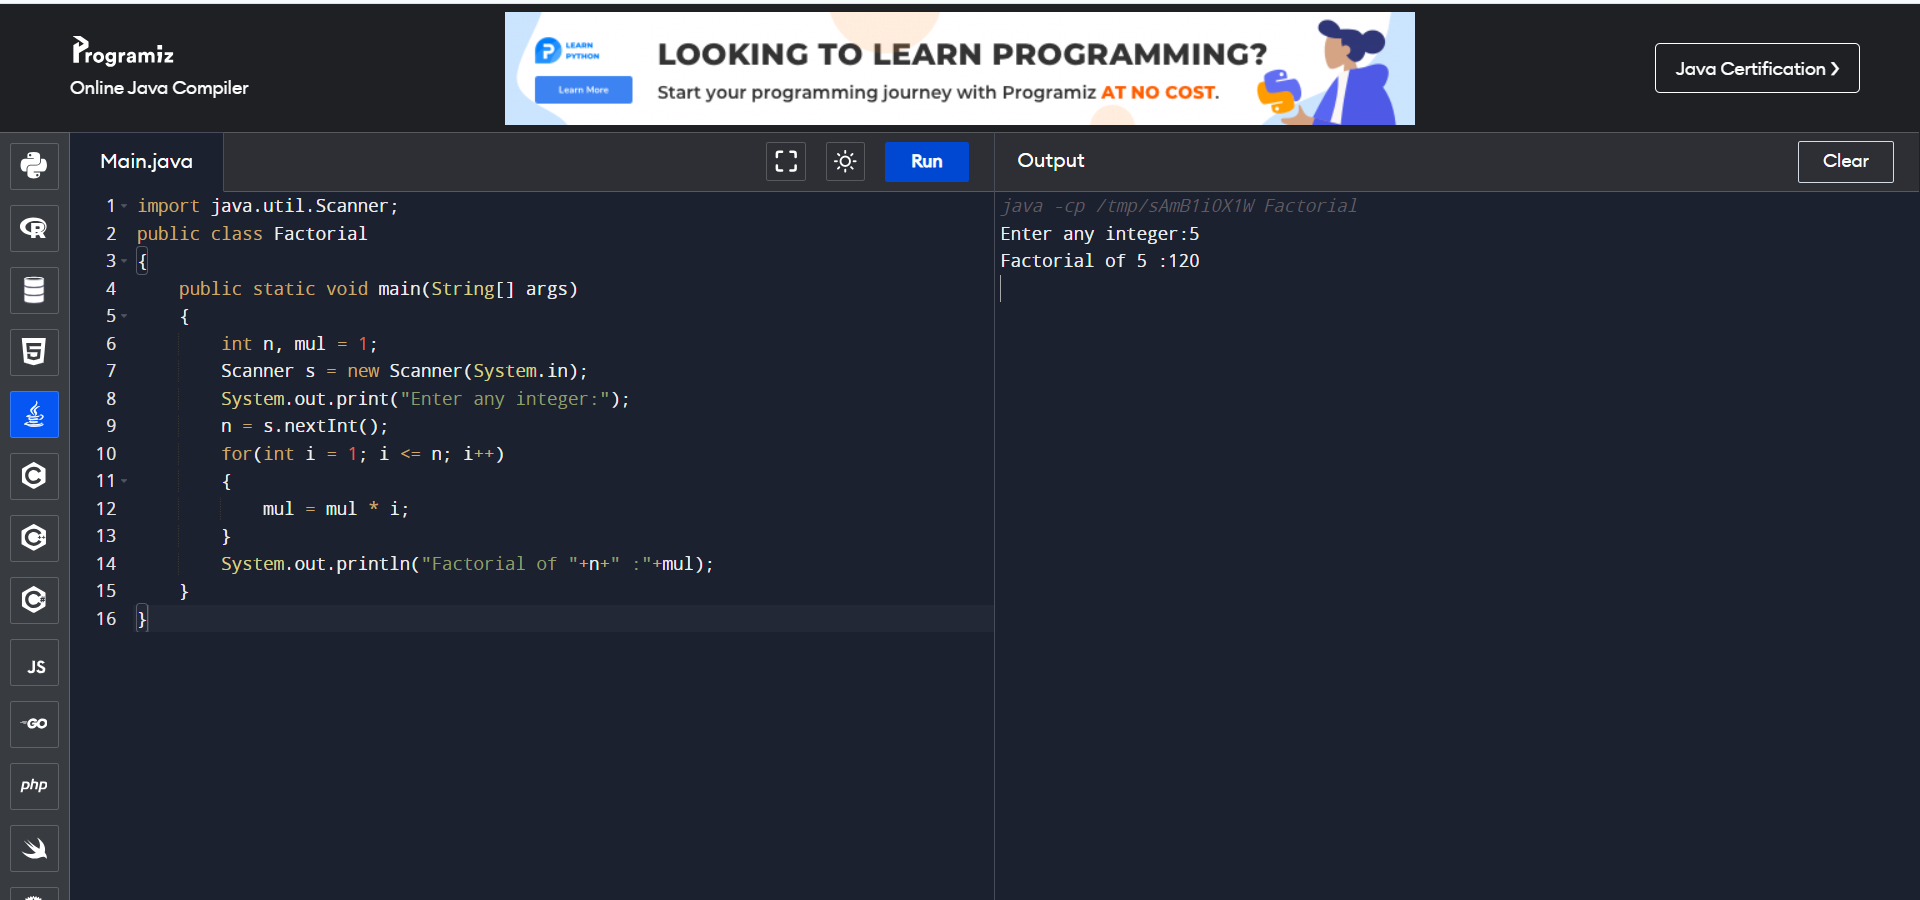 Programiz
Online Java Compiler
LEARN
PYTHON
Learn More
LOOKING TO LEARN PROGRAMMING?
Start your programming journey with Programiz AT NO COST.
Java Certification ❯
Main.java
Run
Output
Clear
1 import java.util.Scanner;
2 public class Factorial
3 {
4     public static void main(String[] args)
5     {
6         int n, mul = 1;
7         Scanner s = new Scanner(System.in);
8         System.out.print("Enter any integer:");
9         n = s.nextInt();
10         for(int i = 1; i <= n; i++)
11         {
12             mul = mul * i;
13         }
14         System.out.println("Factorial of "+n+" :"+mul);
15     }
16 }
java -cp /tmp/sAmB1iOX1W Factorial
Enter any integer:5
Factorial of 5 :120
R
5
C
C++
C#
JS
GO
php